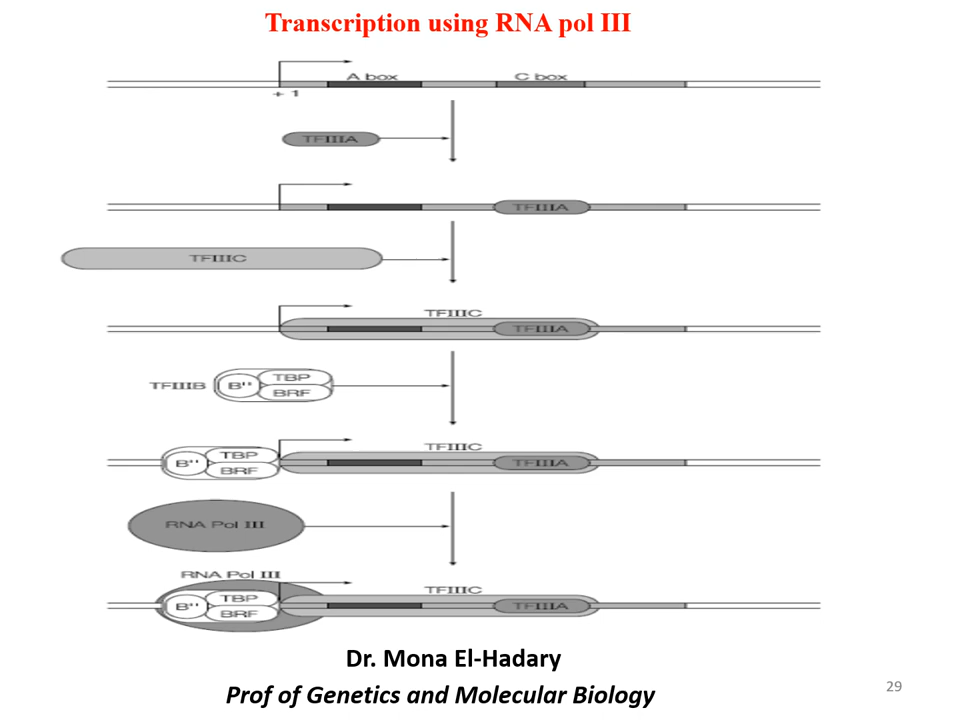 Transcription using RNA pol III
A box
C box
+ 1
TFIIIA
TFIIIA
TFIIIC
TFIIIC
TFIIIA
TFIIIB
B''
TBP
BRF
TFIIIC
B''
TBP
BRF
TFIIIA
RNA Pol III
RNA Pol III
TFIIIC
B''
TBP
BRF
TFIIIA
Dr. Mona El-Hadary
Prof of Genetics and Molecular Biology
29